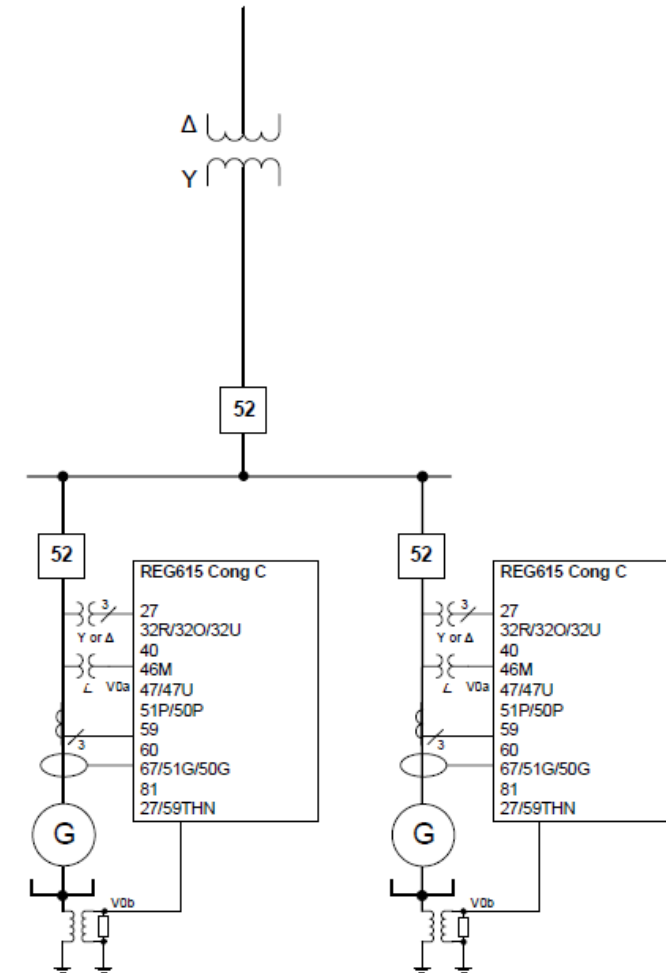 Δ
Y
52
52
REG615 Cong C
3
27
Y or Δ
32R/32O/32U
40
46M
∠ V0a
47/47U
51P/50P
59
3
60
67/51G/50G
81
27/59THN
G
V0b
52
REG615 Cong C
3
27
Y or Δ
32R/32O/32U
40
46M
∠ V0a
47/47U
51P/50P
59
3
60
67/51G/50G
81
27/59THN
G
V0b